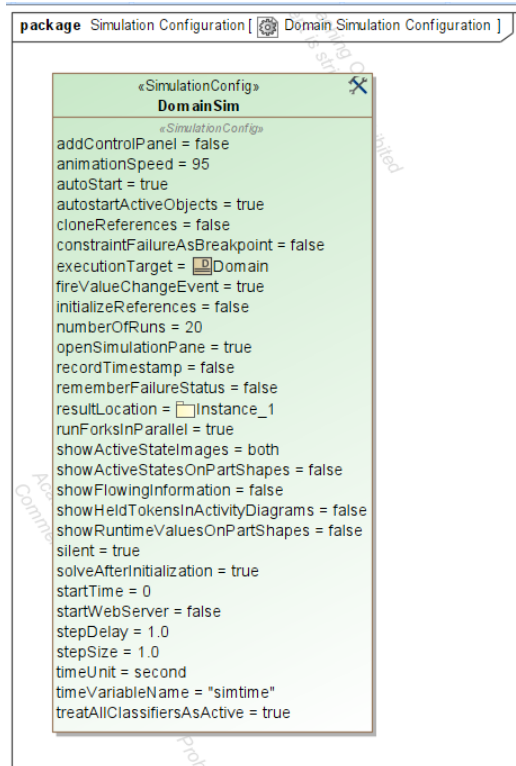 package Simulation Configuration [ Domain Simulation Configuration ]
«SimulationConfig»
DomainSim
«SimulationConfig»
addControlPanel = false
animationSpeed = 95
autoStart = true
autostartActiveObjects = true
cloneReferences = false
constraintFailureAsBreakpoint = false
executionTarget = D Domain
fireValueChangeEvent = true
initializeReferences = false
numberOfRuns = 20
openSimulationPane = true
recordTimestamp = false
rememberFailureStatus = false
resultLocation = Instance_1
runForksInParallel = true
showActiveStateImages = both
showActiveStatesOnPartShapes = false
showFlowingInformation = false
showHeldTokensInActivityDiagrams = false
showRuntimeValuesOnPartShapes = false
silent = true
solveAfterInitialization = true
startTime = 0
startWebServer = false
stepDelay = 1.0
stepSize = 1.0
timeUnit = second
timeVariableName = "simtime"
treatAllClassifiersAsActive = true